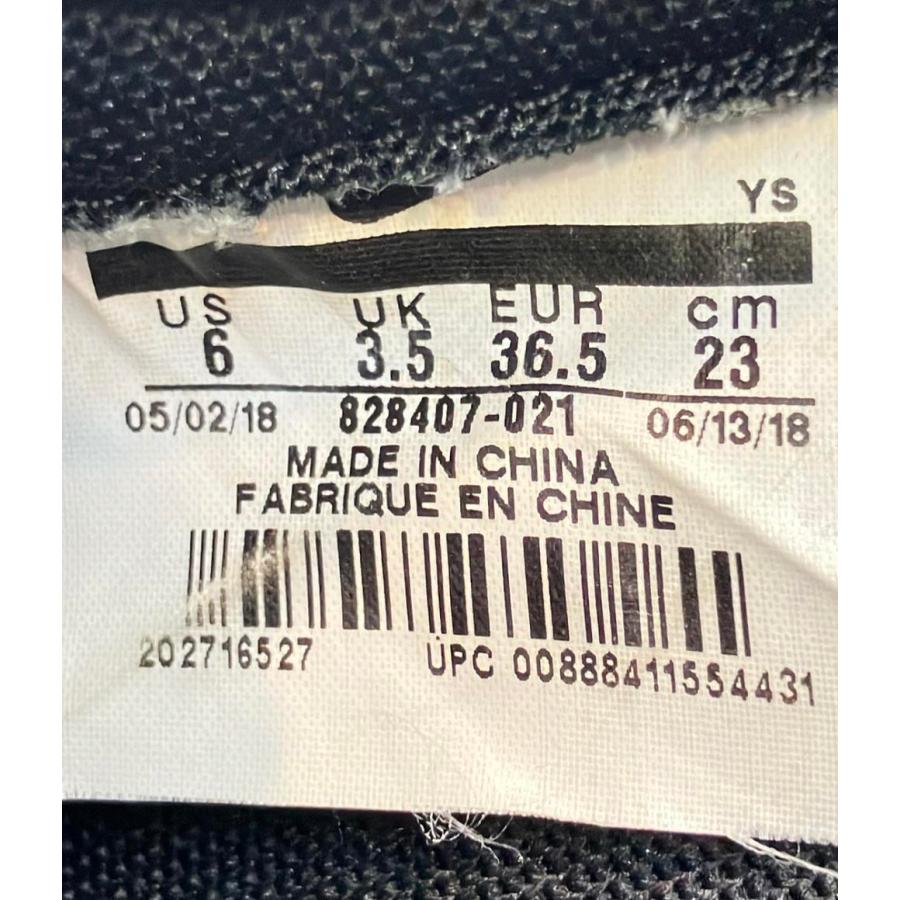 YS
US UK EUR cm
6 3.5 36.5 23
05/02/18 828407-021 06/13/18
MADE IN CHINA
FABRIQUE EN CHINE
202716527 UPC 00888411554431